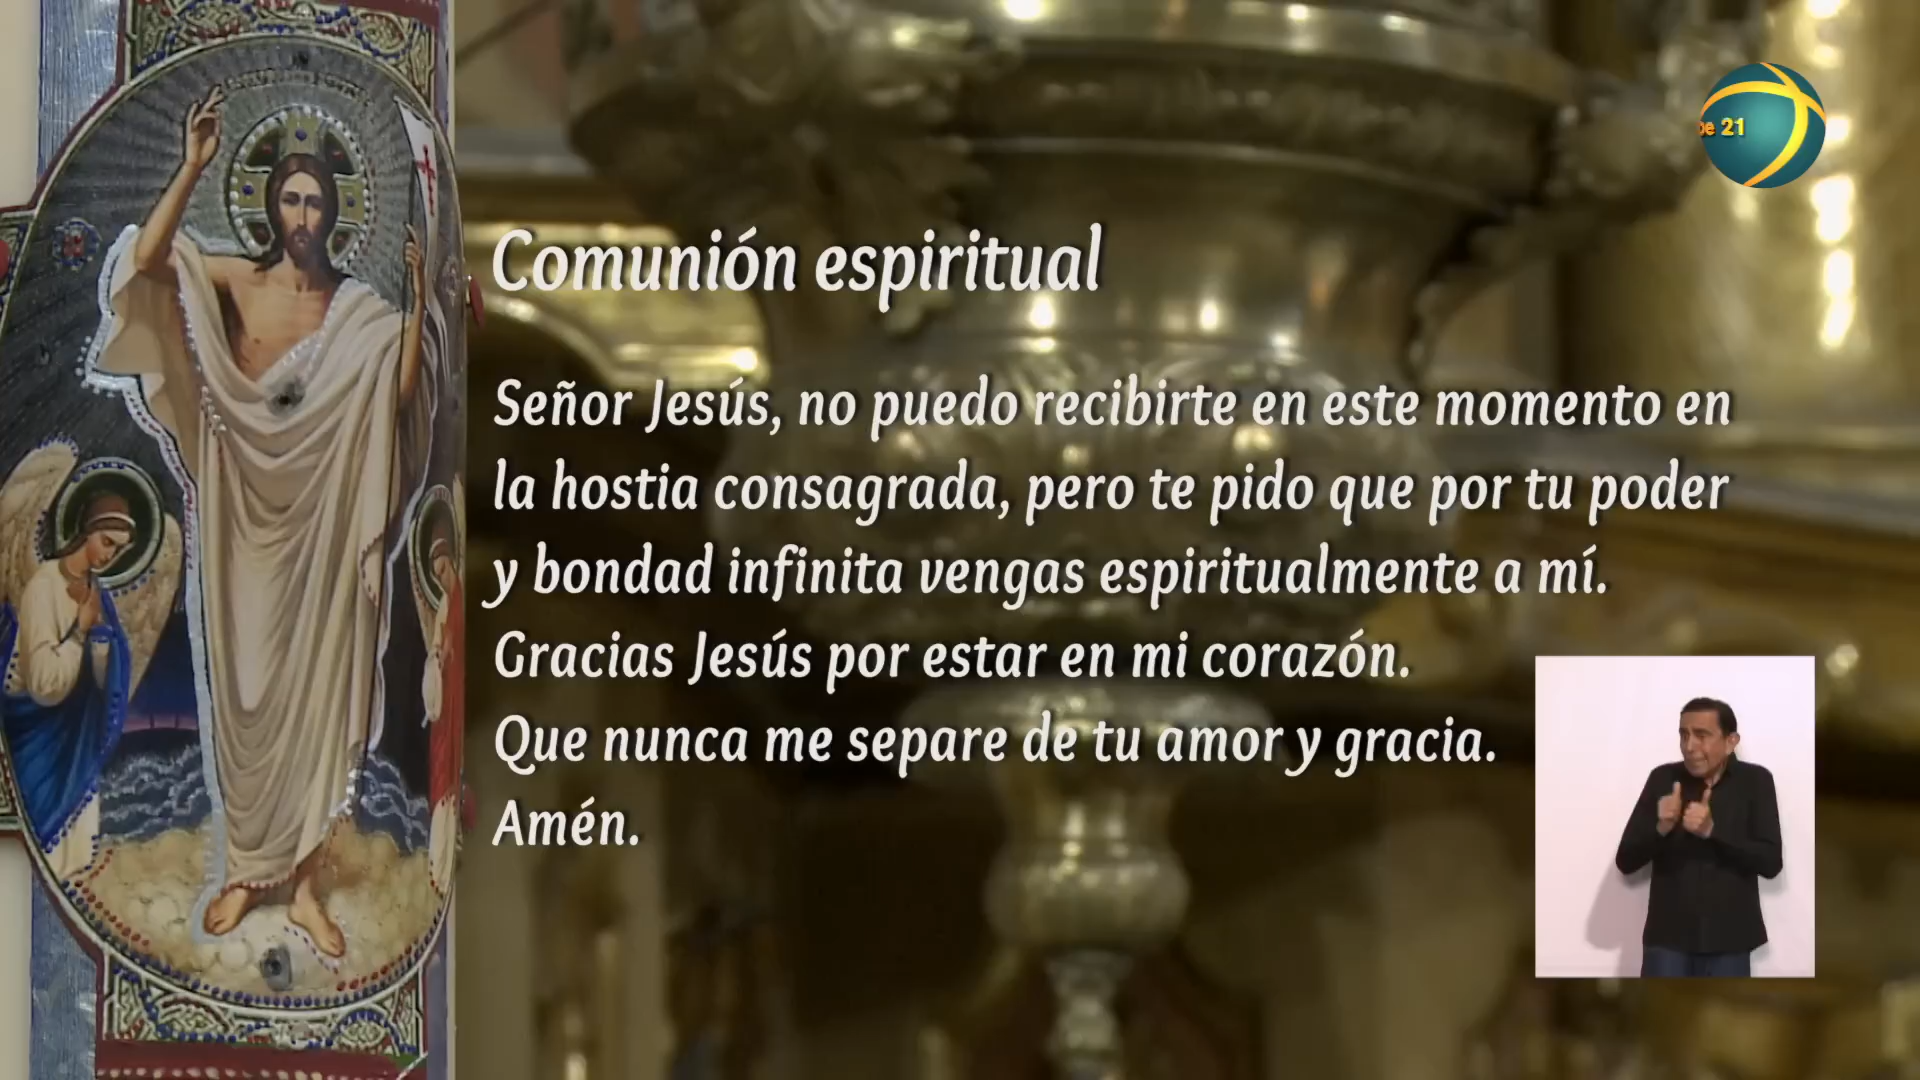 be 21
Comunión espiritual
Señor Jesús, no puedo recibirte en este momento en
la hostia consagrada, pero te pido que por tu poder
y bondad infinita vengas espiritualmente a mí.
Gracias Jesús por estar en mi corazón.
Que nunca me separe de tu amor y gracia.
Amén.